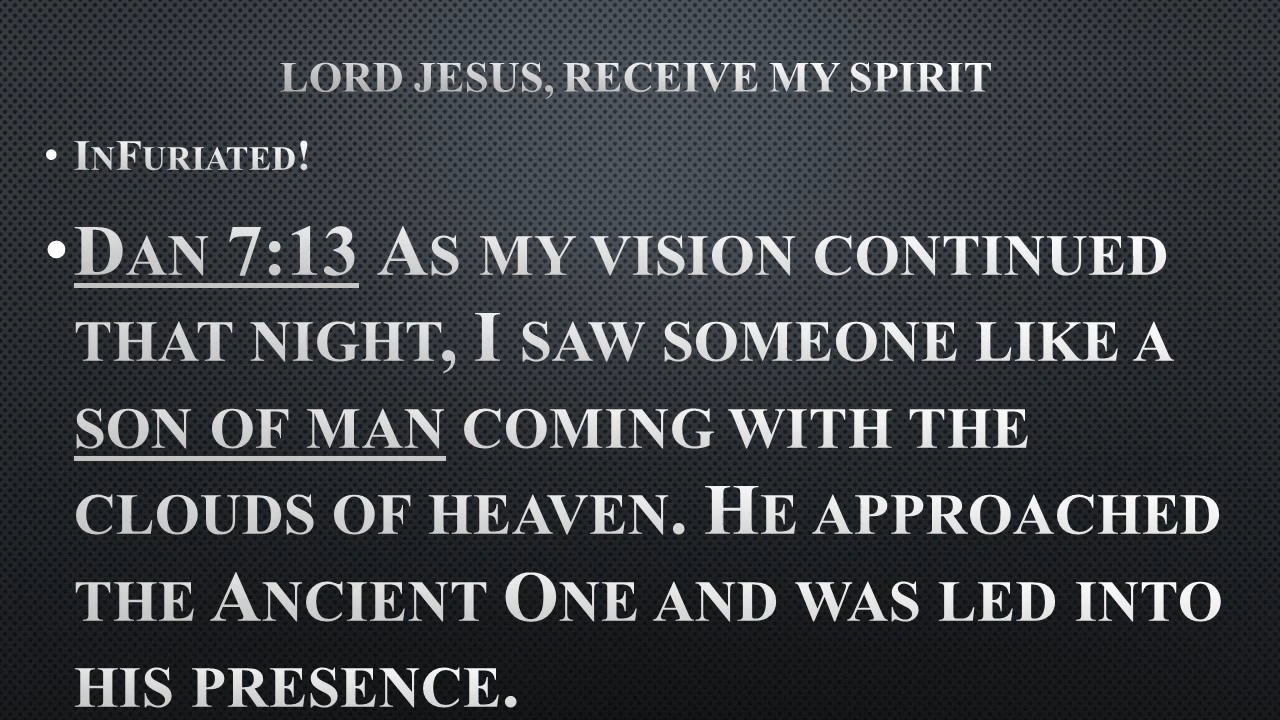 LORD JESUS, RECEIVE MY SPIRIT
• InFuriated!
• Dan 7:13 As my vision continued
that night, I saw someone like a
son of man coming with the
clouds of heaven. He approached
the Ancient One and was led into
his presence.